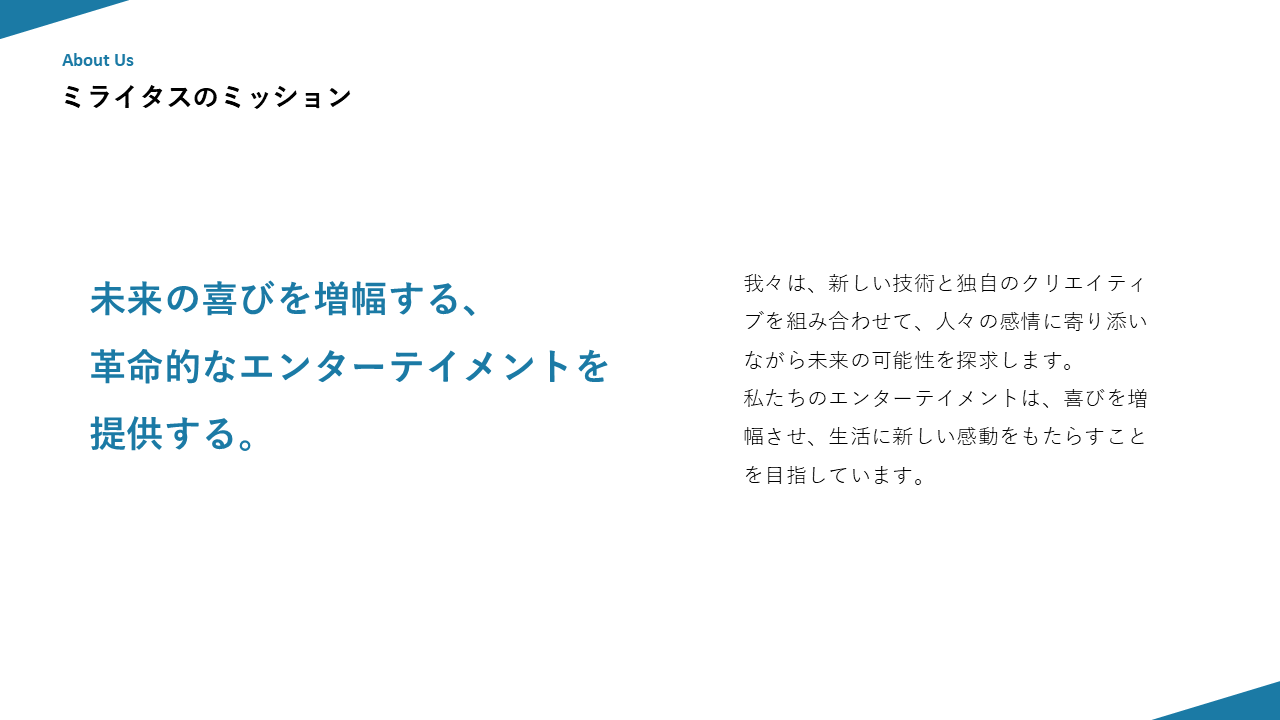 About Us
ミライタスのミッション
未来の喜びを増幅する、
革命的なエンターテイメントを
提供する。
我々は、新しい技術と独自のクリエイティ
ブを組み合わせて、人々の感情に寄り添い
ながら未来の可能性を探求します。
私たちのエンターテイメントは、喜びを増
幅させ、生活に新しい感動をもたらすこと
を目指しています。